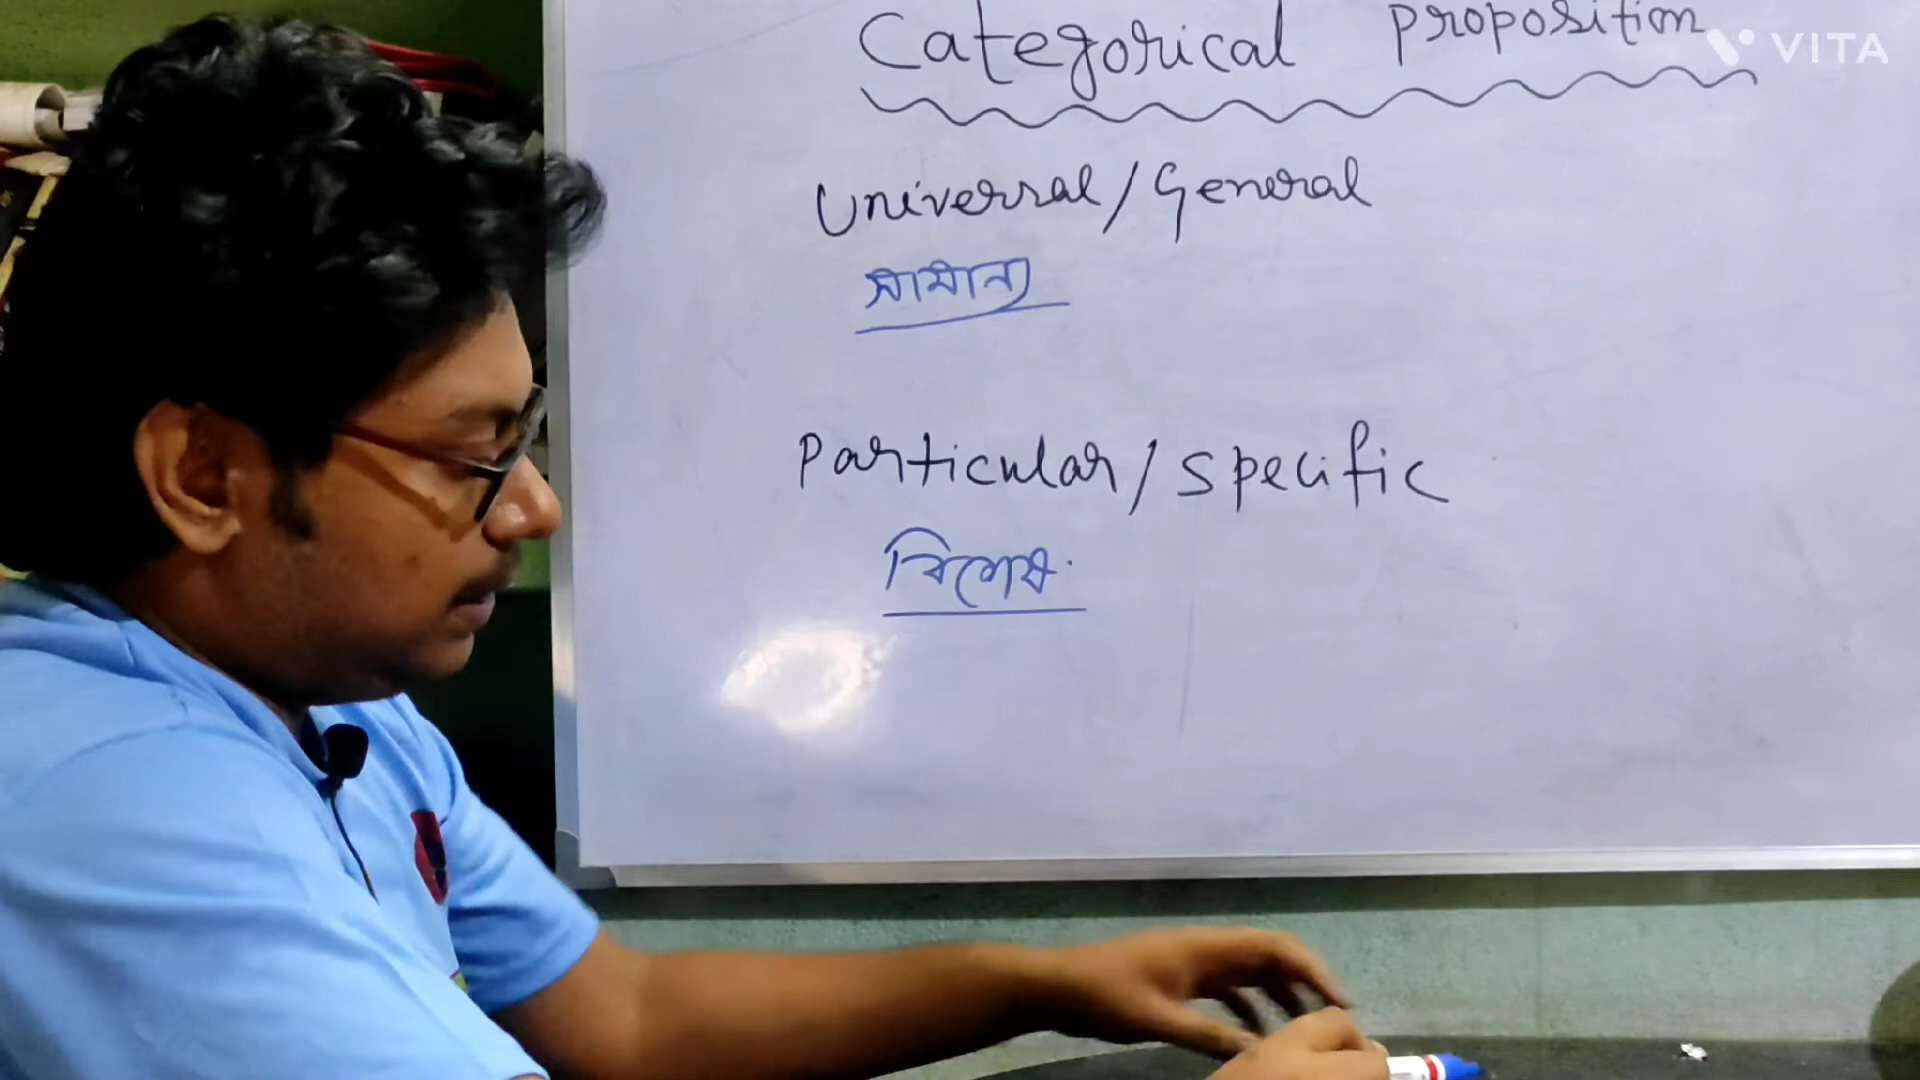 Categorical proposition
VITA
Universal/General
সামান্য
Particular/specific
বিশেষ